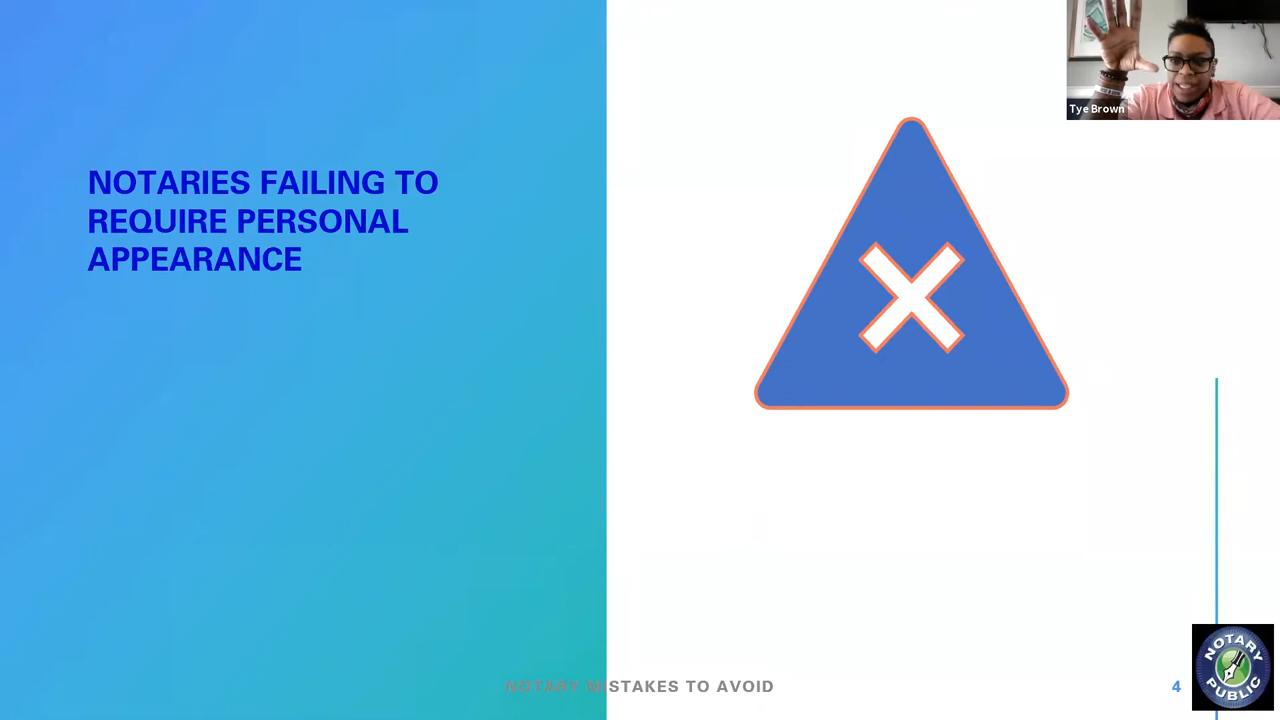 Tye Brown
NOTARIES FAILING TO
REQUIRE PERSONAL
APPEARANCE
NOTARY MISTAKES TO AVOID
4
NOTARY
PUBLIC